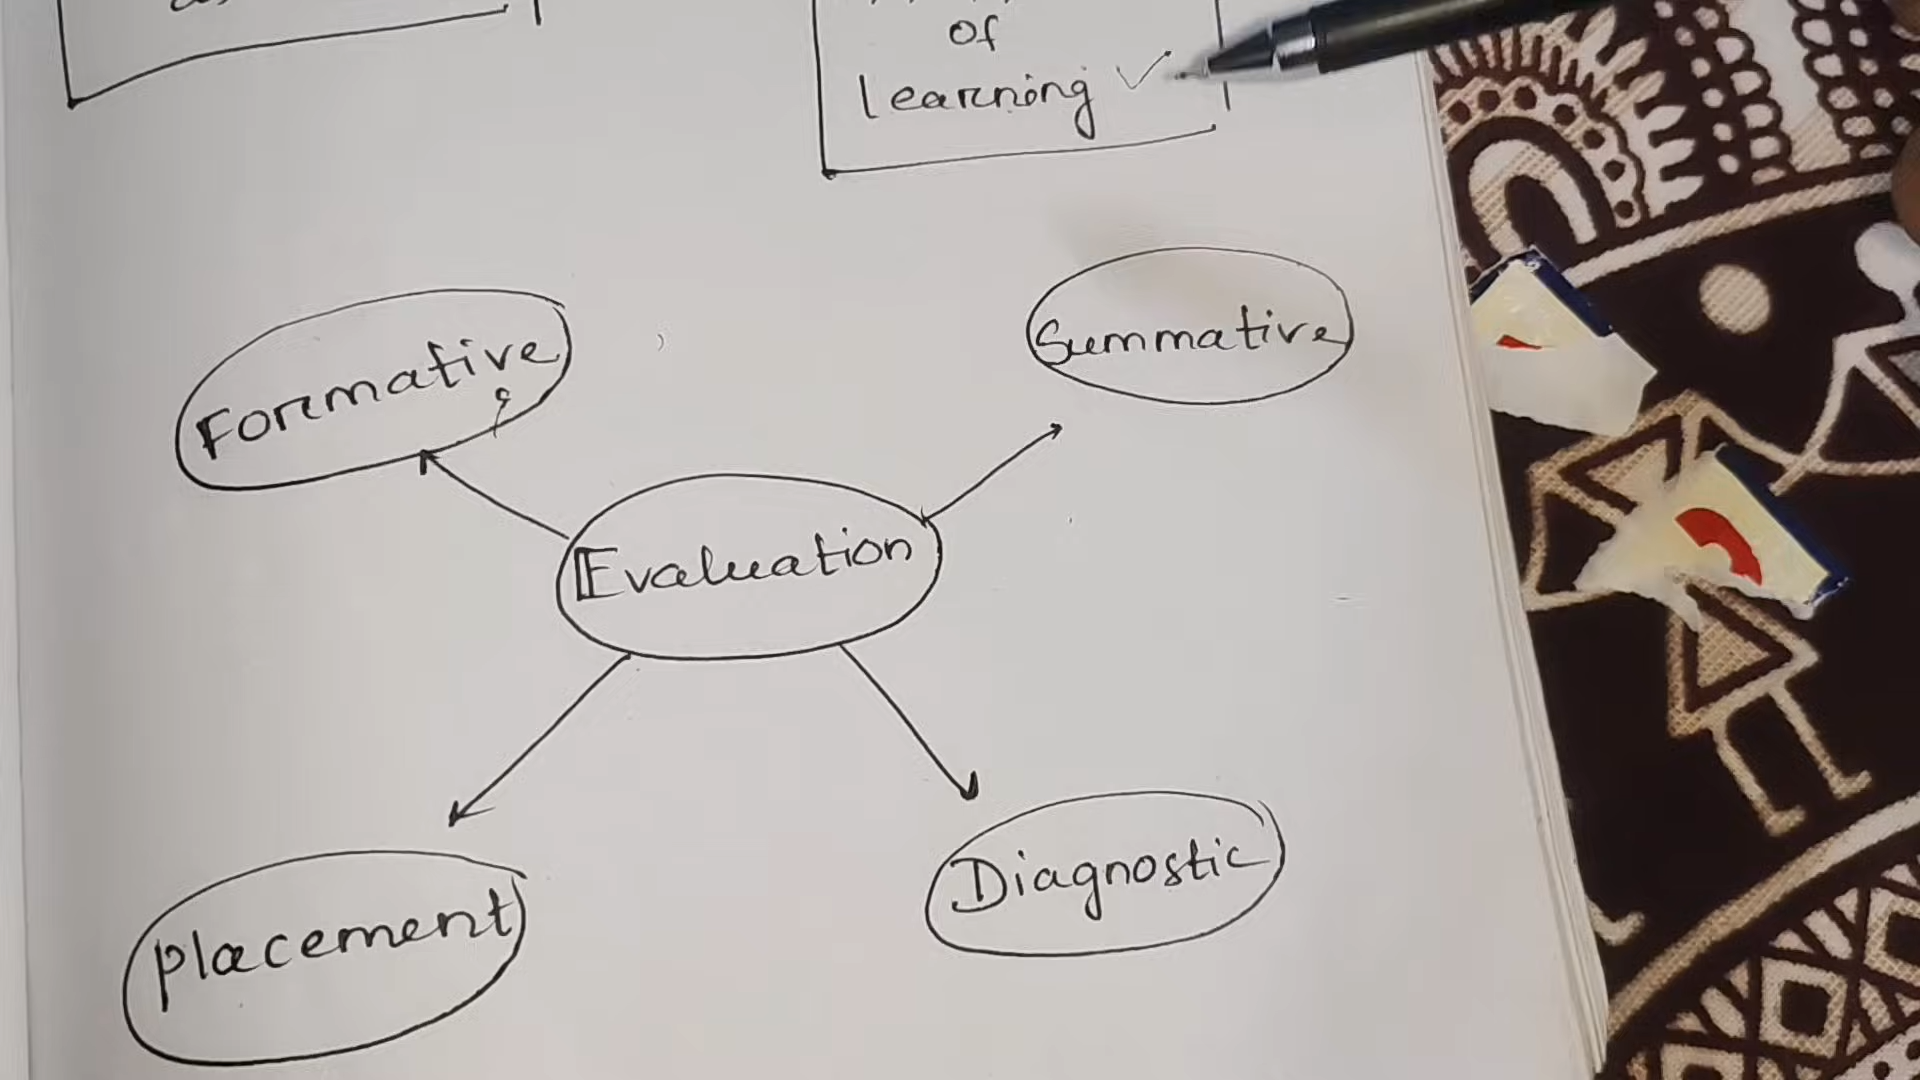 of
learning
Formative
Summative
Evaluation
Placement
Diagnostic